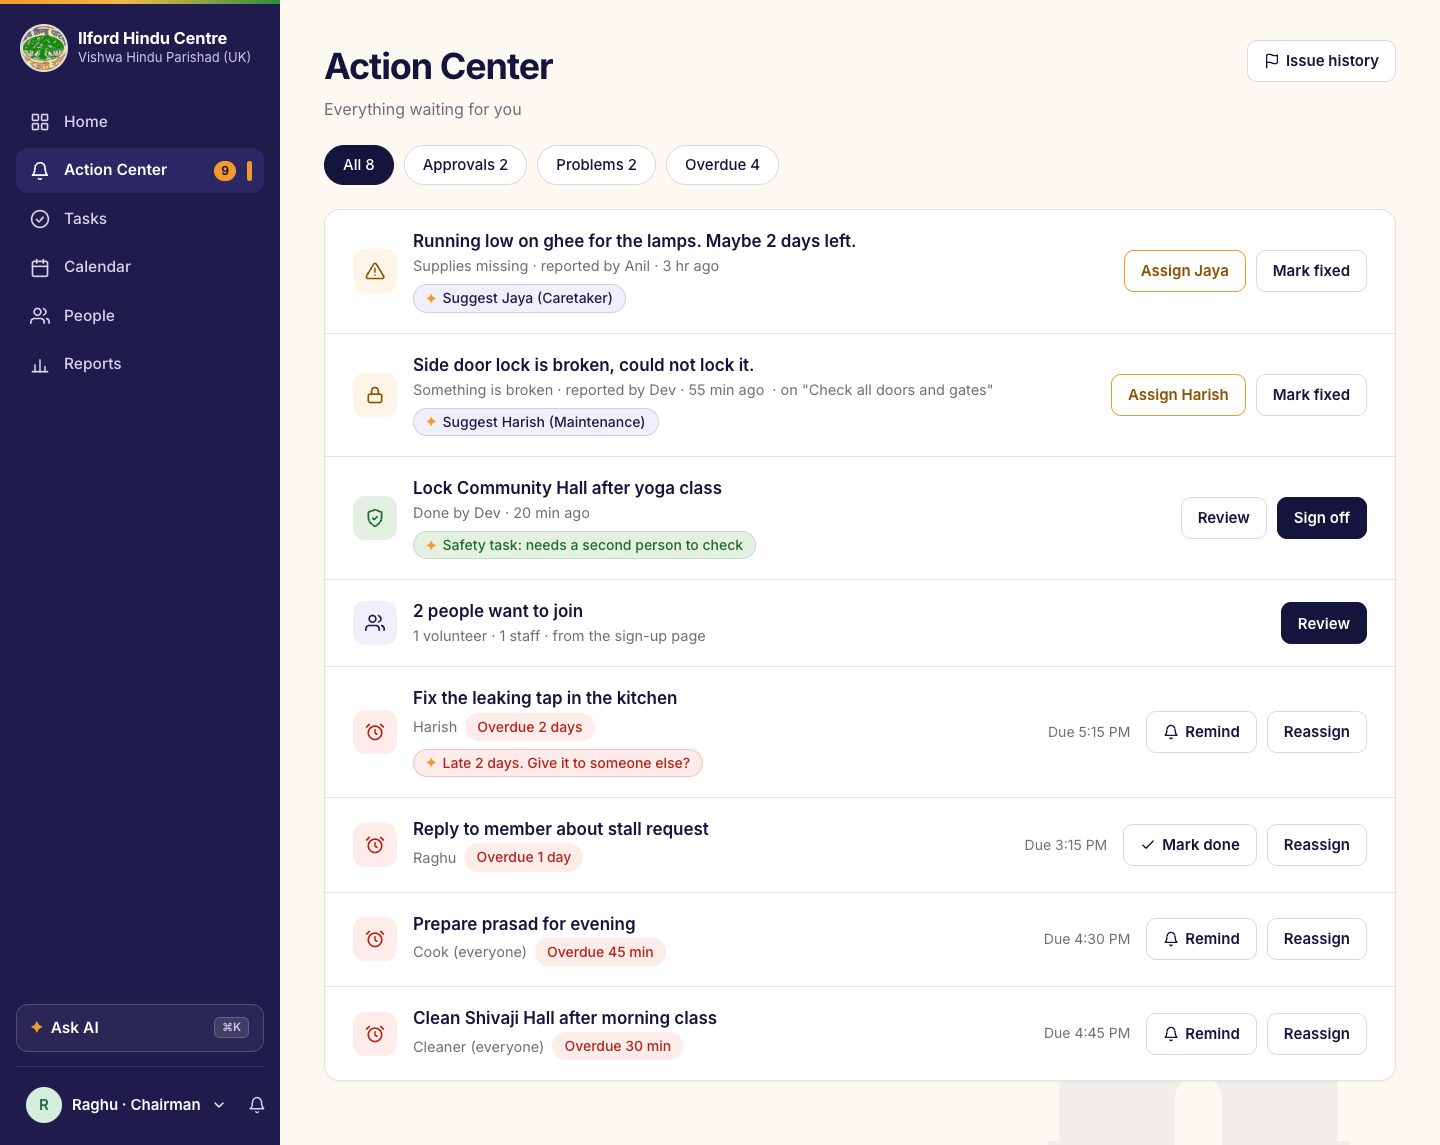 Ilford Hindu Centre
Vishwa Hindu Parishad (UK)
Home
Action Center 9
Tasks
Calendar
People
Reports
Ask AI ⌘K
R Raghu · Chairman
Action Center
Issue history
Everything waiting for you
All 8 Approvals 2 Problems 2 Overdue 4
Running low on ghee for the lamps. Maybe 2 days left.
Supplies missing · reported by Anil · 3 hr ago
Suggest Jaya (Caretaker)
Assign Jaya Mark fixed
Side door lock is broken, could not lock it.
Something is broken · reported by Dev · 55 min ago · on "Check all doors and gates"
Suggest Harish (Maintenance)
Assign Harish Mark fixed
Lock Community Hall after yoga class
Done by Dev · 20 min ago
Safety task: needs a second person to check
Review Sign off
2 people want to join
1 volunteer · 1 staff · from the sign-up page
Review
Fix the leaking tap in the kitchen
Harish Overdue 2 days
Late 2 days. Give it to someone else?
Due 5:15 PM Remind Reassign
Reply to member about stall request
Raghu Overdue 1 day
Due 3:15 PM Mark done Reassign
Prepare prasad for evening
Cook (everyone) Overdue 45 min
Due 4:30 PM Remind Reassign
Clean Shivaji Hall after morning class
Cleaner (everyone) Overdue 30 min
Due 4:45 PM Remind Reassign